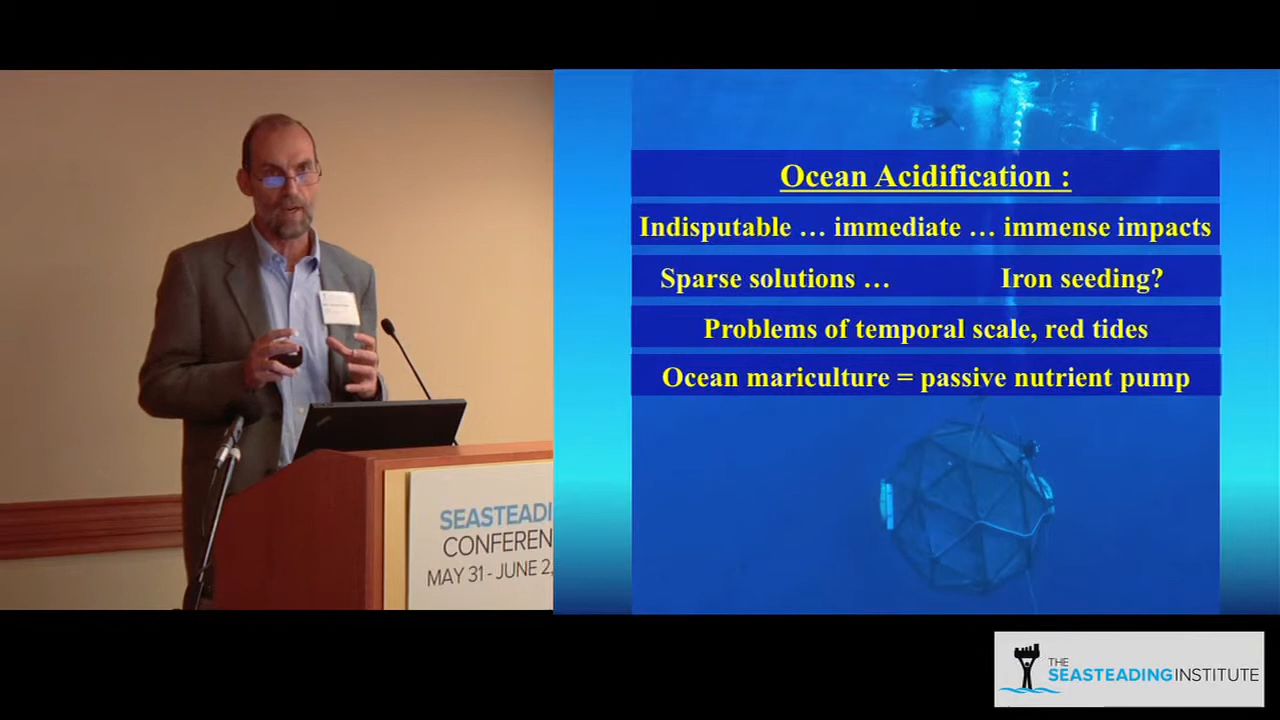 Ocean Acidification :
Indisputable … immediate … immense impacts
Sparse solutions … Iron seeding?
Problems of temporal scale, red tides
Ocean mariculture = passive nutrient pump
SEASTEADI
CONFEREN
MAY 31 - JUNE 2,
THE
SEASTEADING INSTITUTE